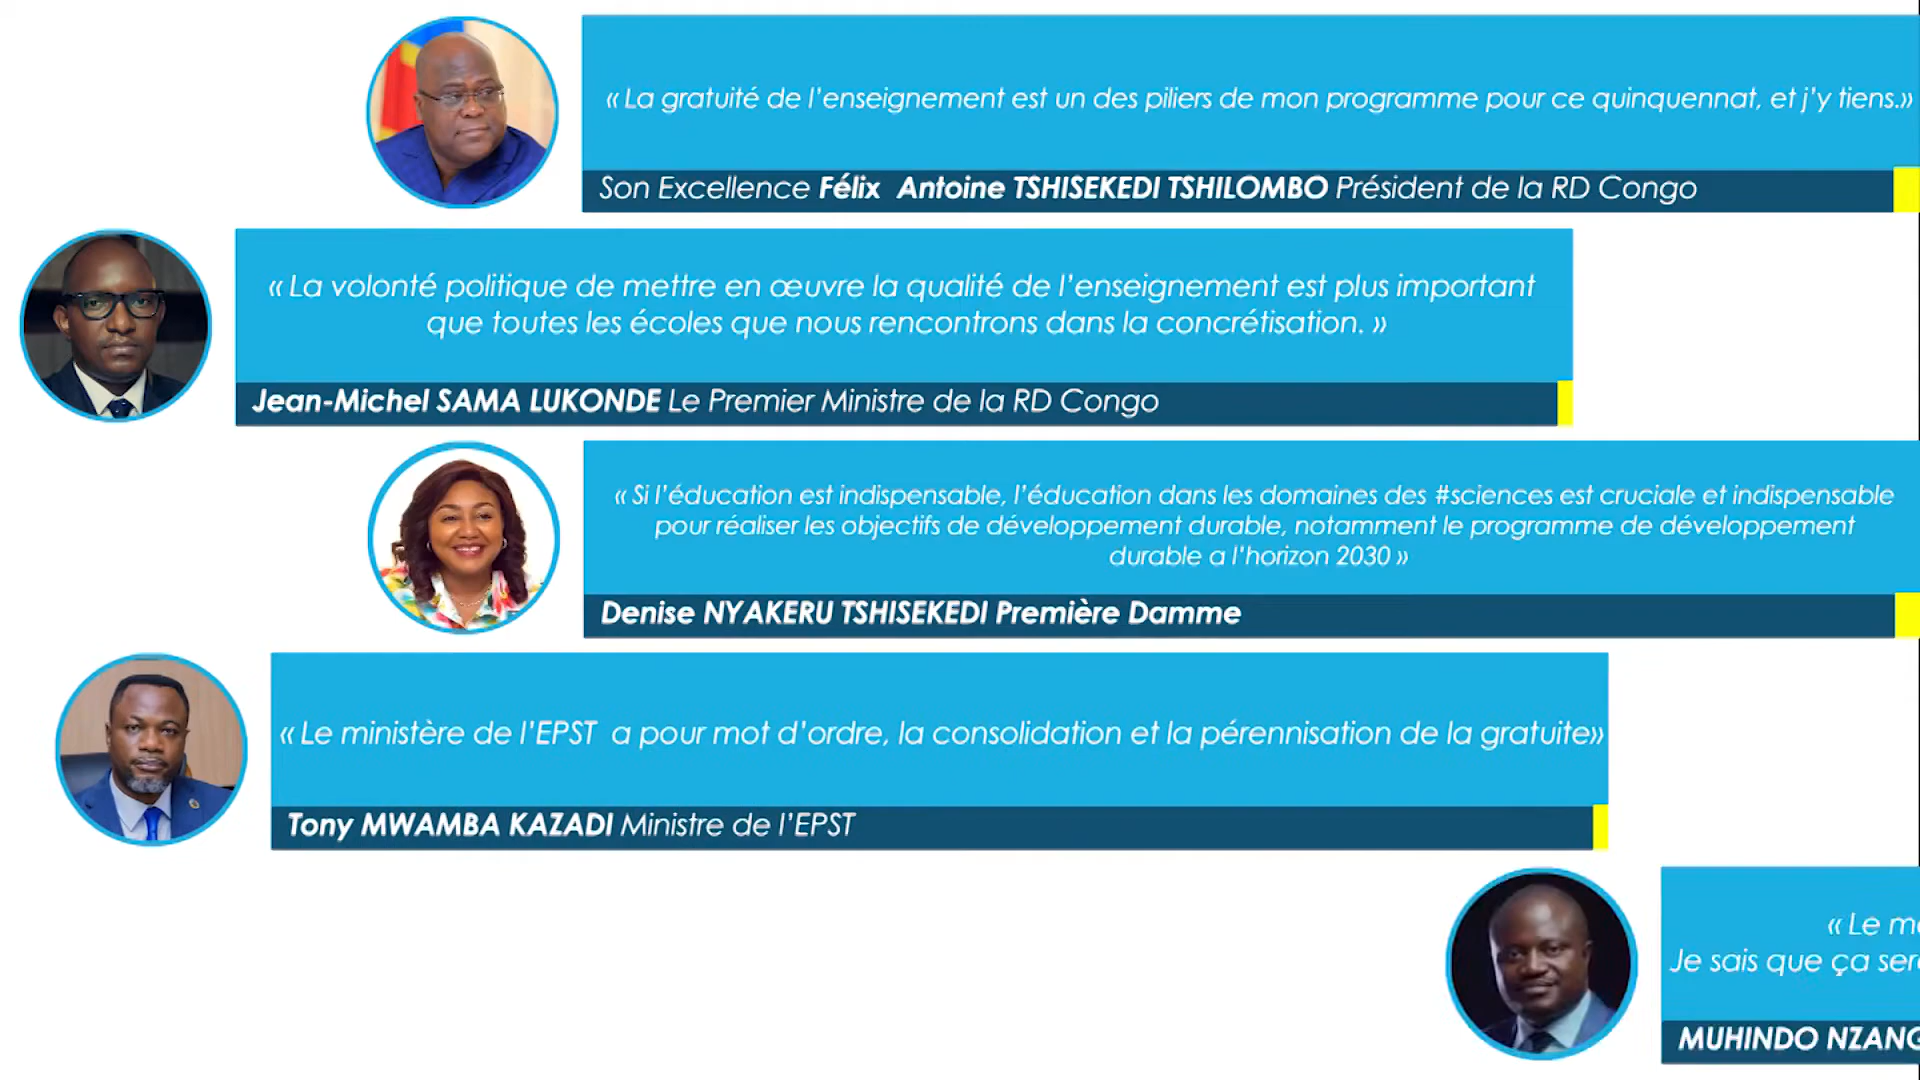 « La gratuité de l'enseignement est un des piliers de mon programme pour ce quinquennat, et j'y tiens.»
Son Excellence Félix Antoine TSHISEKEDI TSHILOMBO Président de la RD Congo
« La volonté politique de mettre en œuvre la qualité de l'enseignement est plus important
que toutes les écoles que nous rencontrons dans la concrétisation. »
Jean-Michel SAMA LUKONDE Le Premier Ministre de la RD Congo
« Si l'éducation est indispensable, l'éducation dans les domaines des #sciences est cruciale et indispensable
pour réaliser les objectifs de développement durable, notamment le programme de développement
durable a l'horizon 2030 »
Denise NYAKERU TSHISEKEDI Première Damme
« Le ministère de l'EPST a pour mot d'ordre, la consolidation et la pérennisation de la gratuite»
Tony MWAMBA KAZADI Ministre de l'EPST
« Le
Je sais que ça
MUHINDO